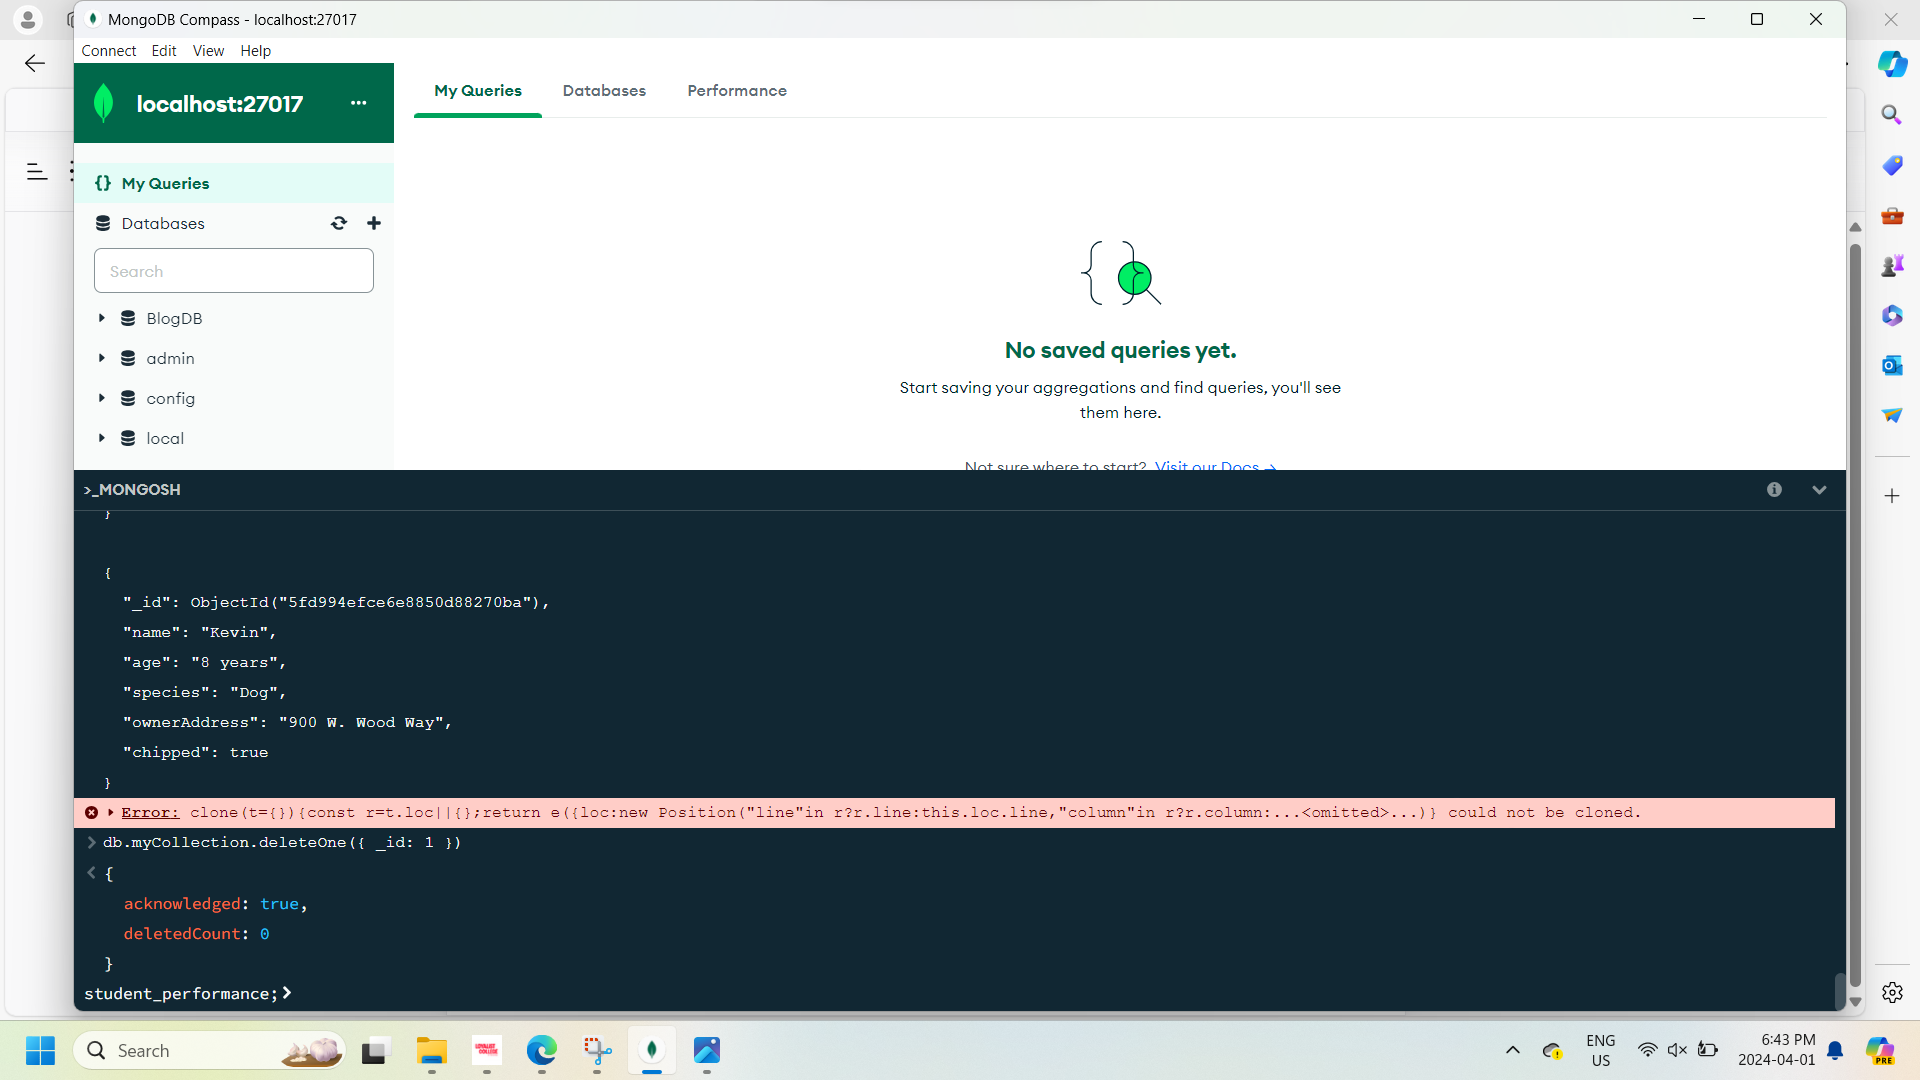 MongoDB Compass - localhost:27017
Connect Edit View Help
localhost:27017 ...
My Queries Databases Performance
{} My Queries
Databases
Search
BlogDB
admin
config
local
No saved queries yet.
Start saving your aggregations and find queries, you'll see
them here.
Not sure where to start? Visit our Docs →
>_MONGOSH
}
{
"_id": ObjectId("5fd994efce6e8850d88270ba"),
"name": "Kevin",
"age": "8 years",
"species": "Dog",
"ownerAddress": "900 W. Wood Way",
"chipped": true
}
Error: clone(t={}){const r=t.loc||{};return e({loc:new Position("line"in r?r.line:this.loc.line,"column"in r?r.column:...<omitted>...)} could not be cloned.
> db.myCollection.deleteOne({ _id: 1 })
< {
acknowledged: true,
deletedCount: 0
}
student_performance;>
Search
LOYALIST COLLEGE
ENG
US
6:43 PM
2024-04-01
PRE